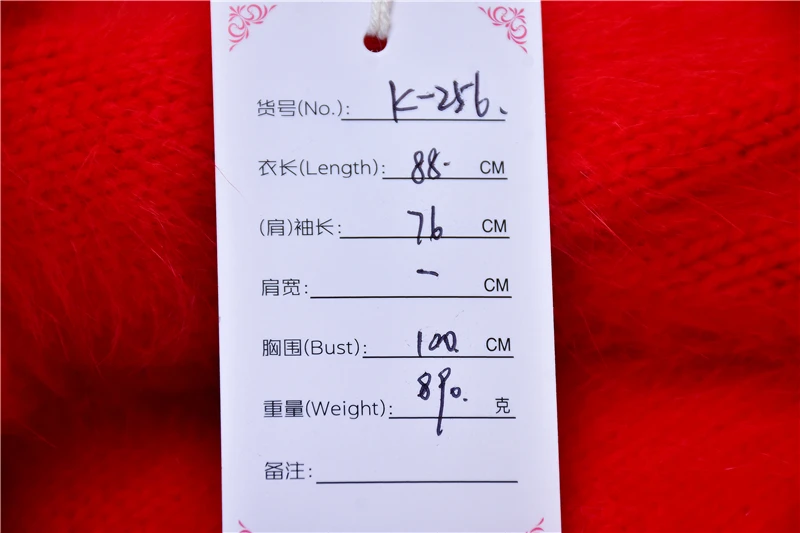 货号(No.): K-256.
衣长(Length): 88. CM
(肩)袖长: 76 CM
肩宽: - CM
胸围(Bust): 100. CM
重量(Weight): 890. 克
备注: